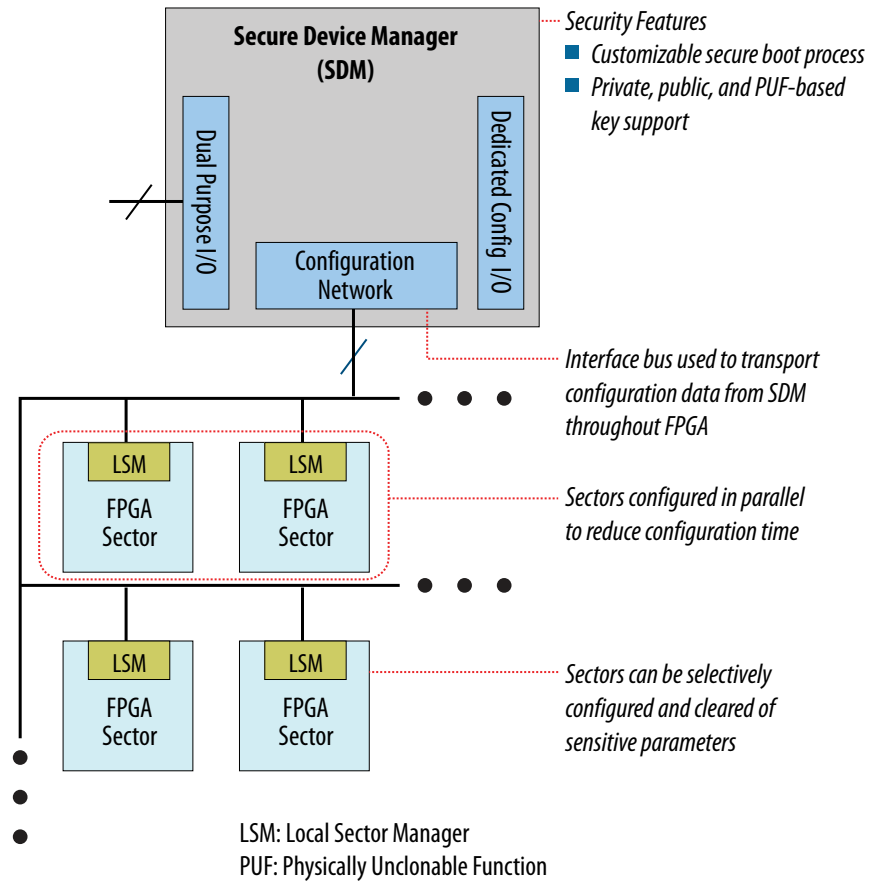 Secure Device Manager
(SDM)
Dual Purpose I/O
Dedicated Config I/O
Configuration
Network
Security Features
Customizable secure boot process
Private, public, and PUF-based
key support
Interface bus used to transport
configuration data from SDM
throughout FPGA
LSM
FPGA
Sector
LSM
FPGA
Sector
Sectors configured in parallel
to reduce configuration time
LSM
FPGA
Sector
LSM
FPGA
Sector
Sectors can be selectively
configured and cleared of
sensitive parameters
LSM: Local Sector Manager
PUF: Physically Unclonable Function